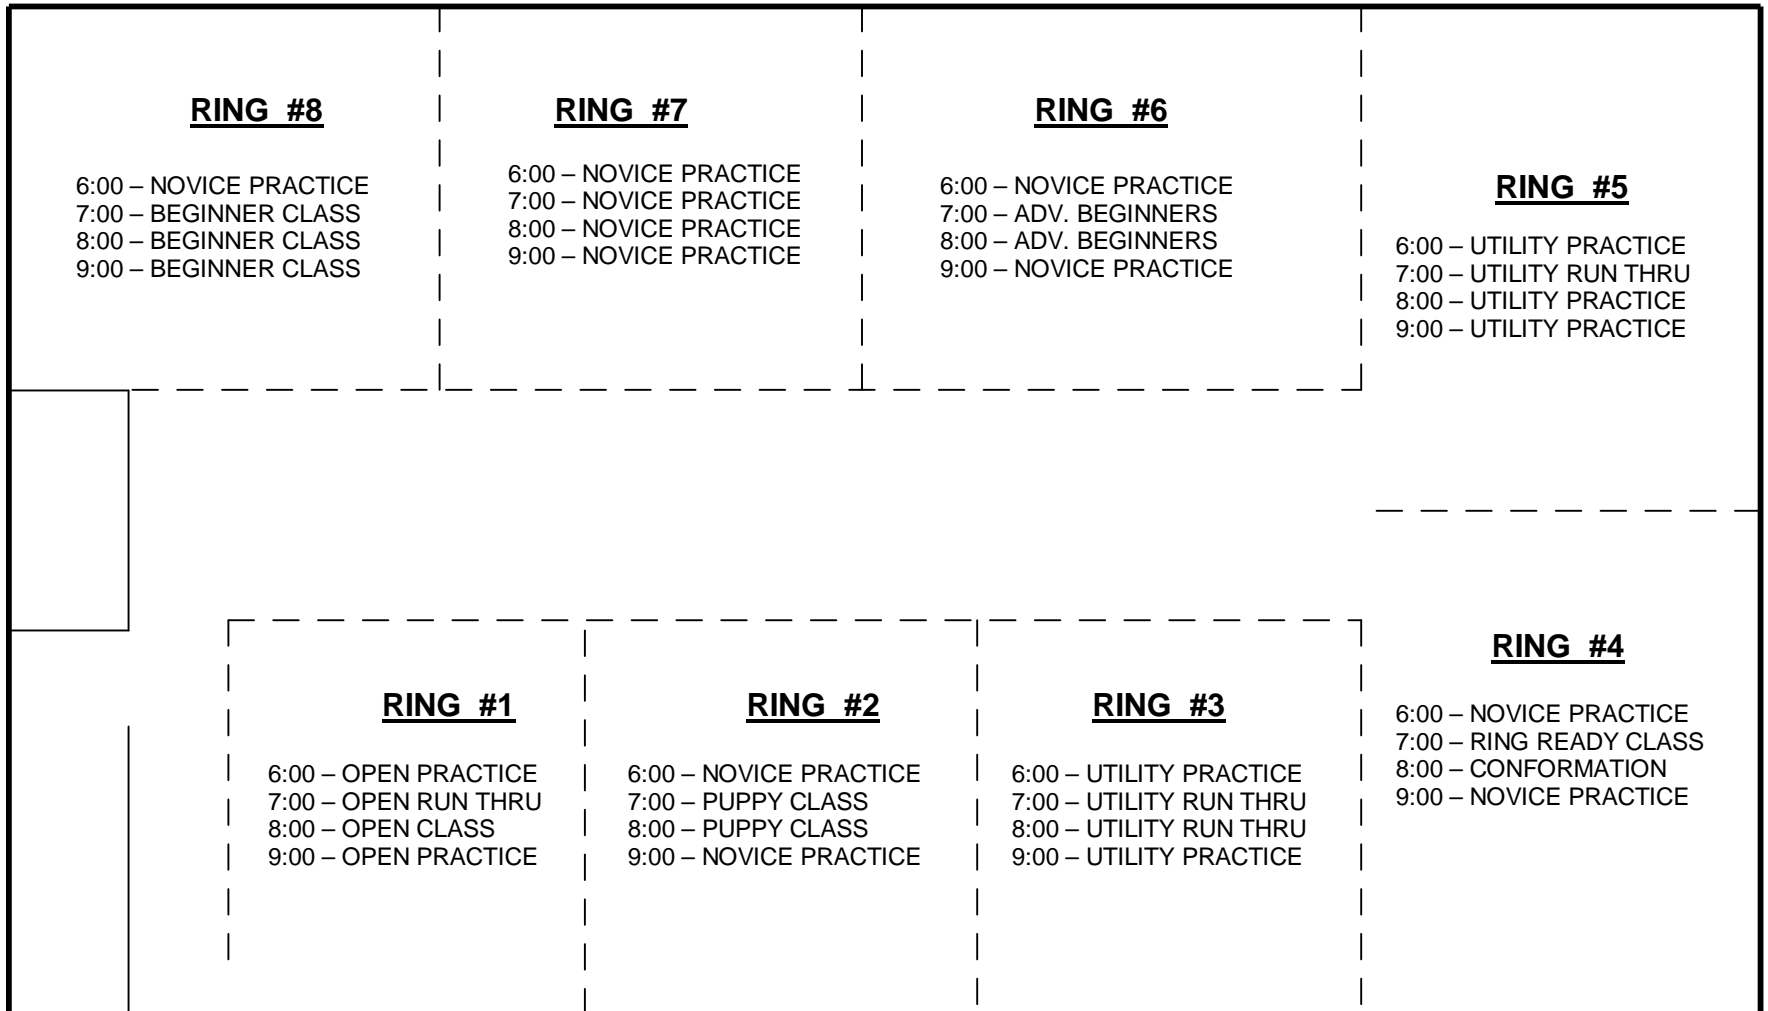 RING #8
6:00 – NOVICE PRACTICE
7:00 – BEGINNER CLASS
8:00 – BEGINNER CLASS
9:00 – BEGINNER CLASS
RING #7
6:00 – NOVICE PRACTICE
7:00 – NOVICE PRACTICE
8:00 – NOVICE PRACTICE
9:00 – NOVICE PRACTICE
RING #6
6:00 – NOVICE PRACTICE
7:00 – ADV. BEGINNERS
8:00 – ADV. BEGINNERS
9:00 – NOVICE PRACTICE
RING #5
6:00 – UTILITY PRACTICE
7:00 – UTILITY RUN THRU
8:00 – UTILITY PRACTICE
9:00 – UTILITY PRACTICE
RING #1
6:00 – OPEN PRACTICE
7:00 – OPEN RUN THRU
8:00 – OPEN CLASS
9:00 – OPEN PRACTICE
RING #2
6:00 – NOVICE PRACTICE
7:00 – PUPPY CLASS
8:00 – PUPPY CLASS
9:00 – NOVICE PRACTICE
RING #3
6:00 – UTILITY PRACTICE
7:00 – UTILITY RUN THRU
8:00 – UTILITY RUN THRU
9:00 – UTILITY PRACTICE
RING #4
6:00 – NOVICE PRACTICE
7:00 – RING READY CLASS
8:00 – CONFORMATION
9:00 – NOVICE PRACTICE